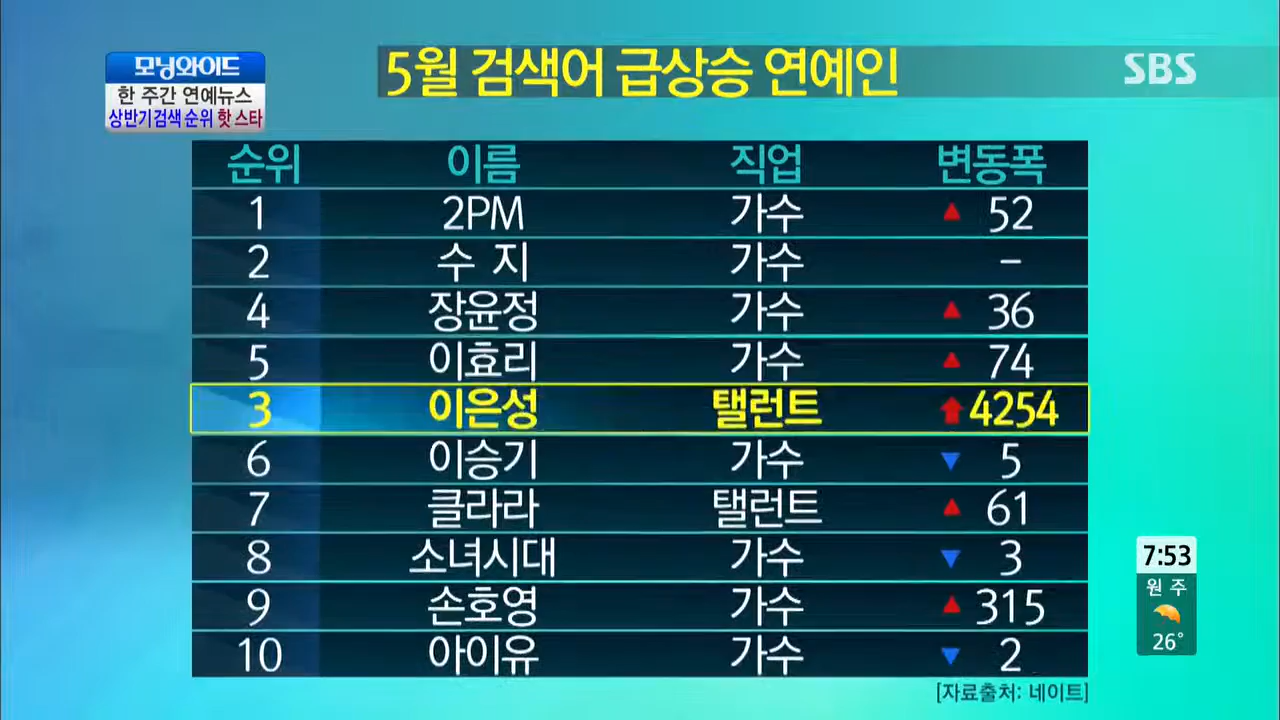 모닝와이드
한 주간 연예뉴스
상반기 검색 순위 핫 스타
5월 검색어 급상승 연예인
SBS
순위 이름 직업 변동폭
1 2PM 가수 ▲ 52
2 수 지 가수 -
4 장윤정 가수 ▲ 36
5 이효리 가수 ▲ 74
3 이은성 탤런트 ⬆ 4254
6 이승기 가수 ▼ 5
7 클라라 탤런트 ▲ 61
8 소녀시대 가수 ▼ 3
9 손호영 가수 ▲ 315
10 아이유 가수 ▼ 2
7:53
원 주
26°
[자료출처: 네이트]